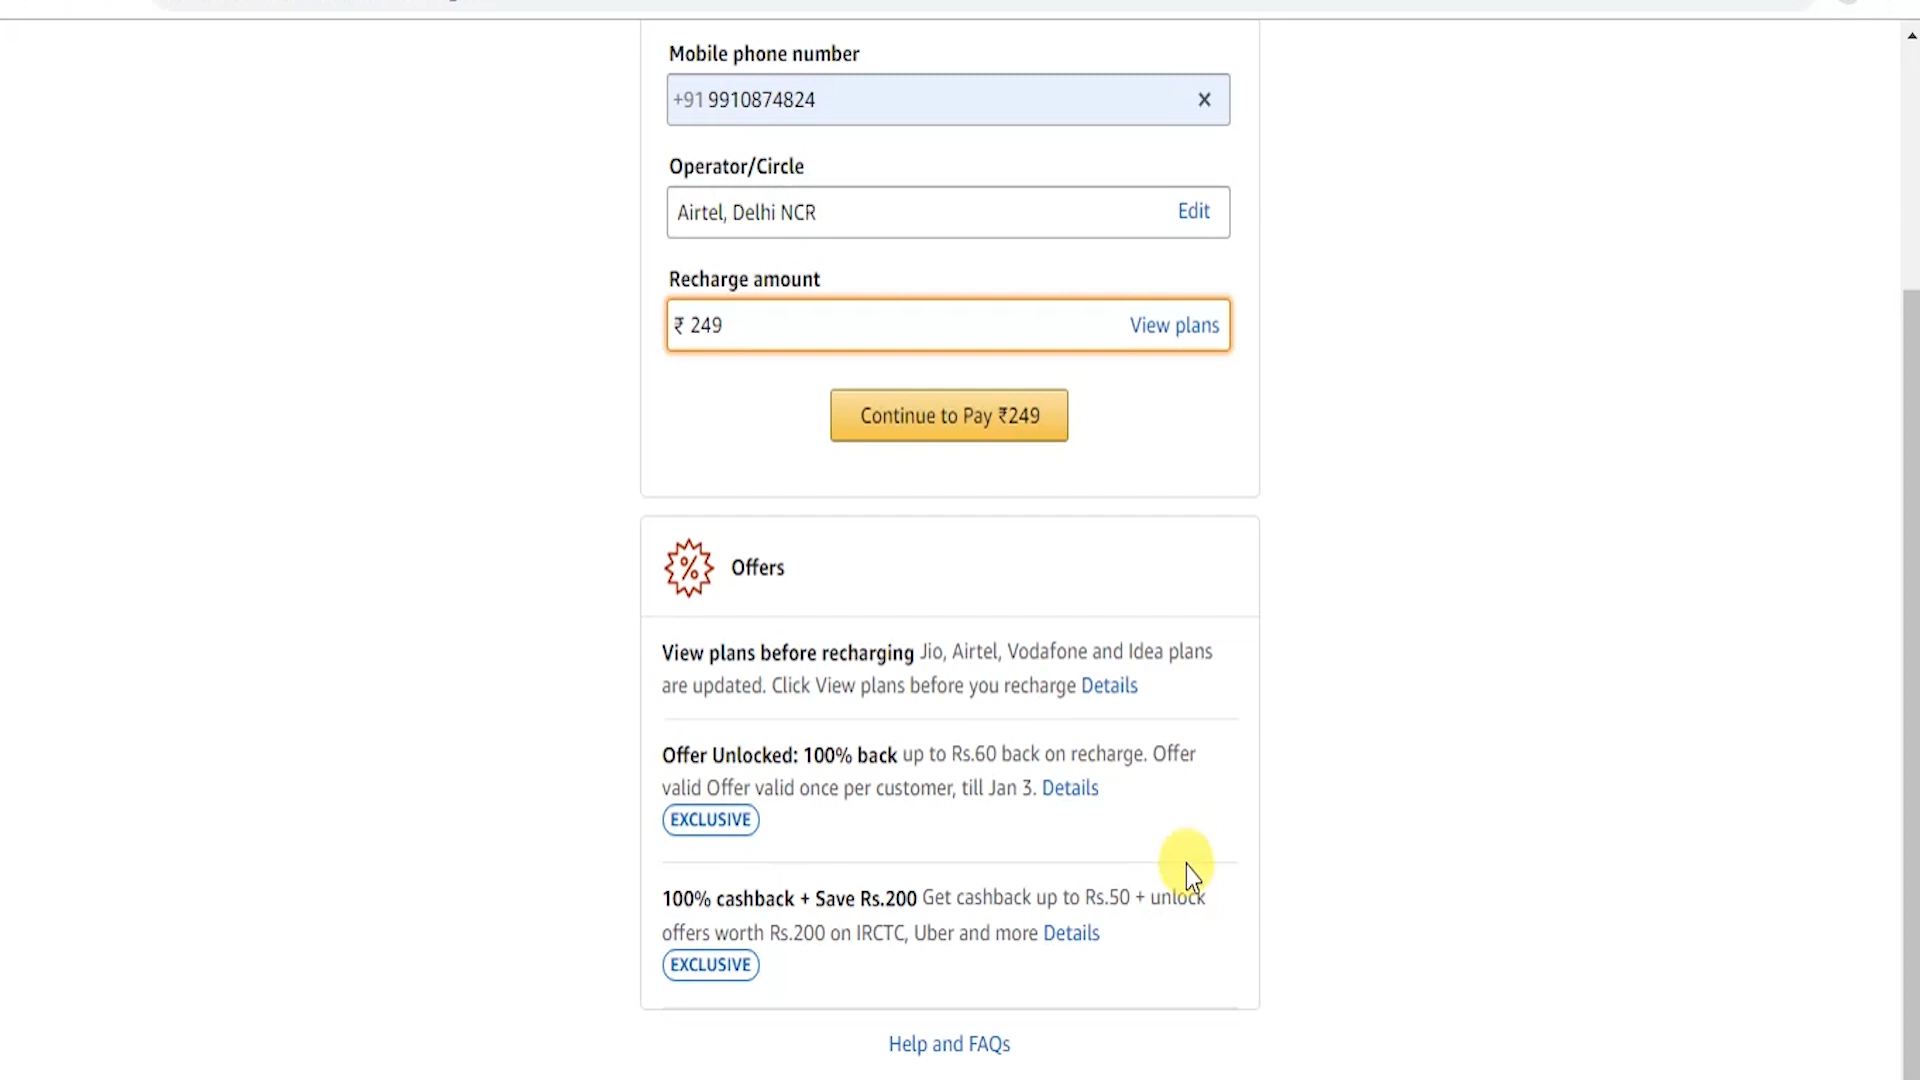 Mobile phone number
+91 9910874824 ×
Operator/Circle
Airtel, Delhi NCR Edit
Recharge amount
₹ 249 View plans
Continue to Pay ₹249
Offers
View plans before recharging Jio, Airtel, Vodafone and Idea plans
are updated. Click View plans before you recharge Details
Offer Unlocked: 100% back up to Rs.60 back on recharge. Offer
valid Offer valid once per customer, till Jan 3. Details
EXCLUSIVE
100% cashback + Save Rs.200 Get cashback up to Rs.50 + unlock
offers worth Rs.200 on IRCTC, Uber and more Details
EXCLUSIVE
Help and FAQs